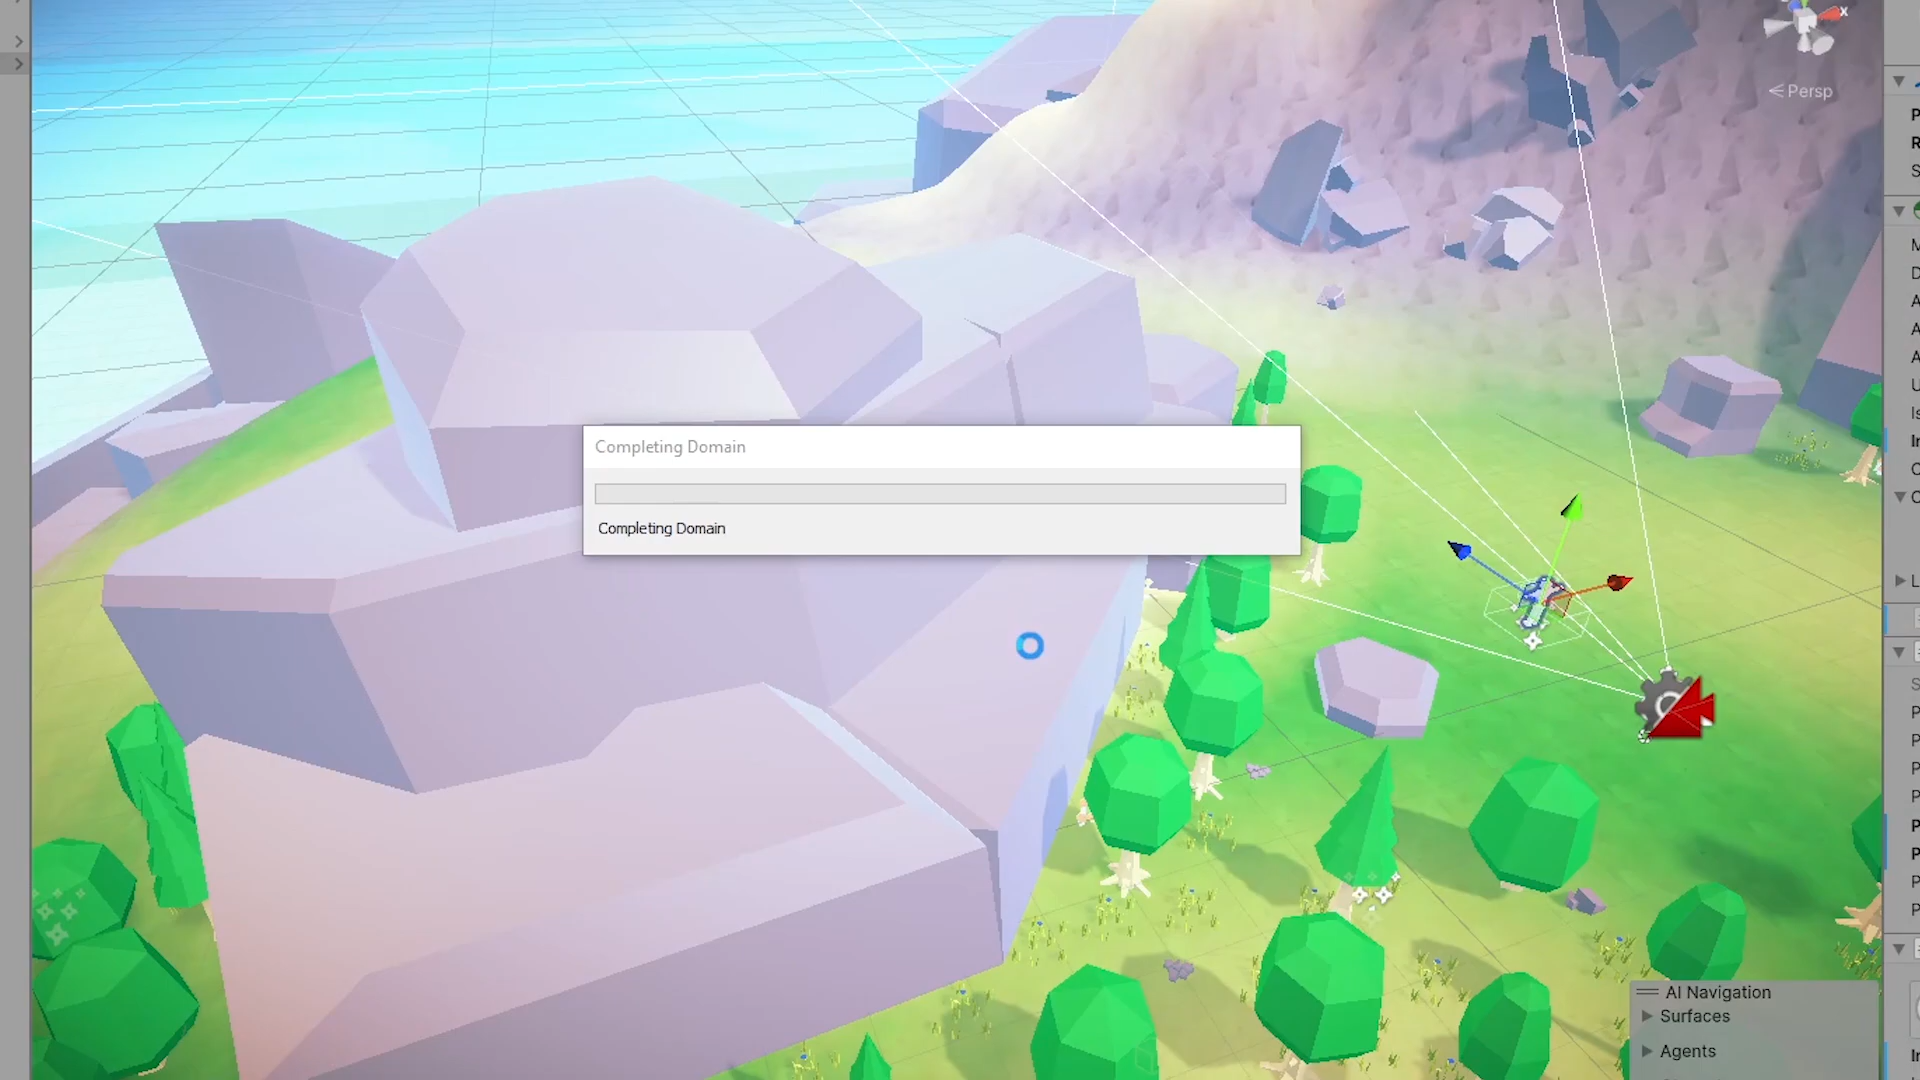 x
Persp
Completing Domain
Completing Domain
AI Navigation
Surfaces
Agents